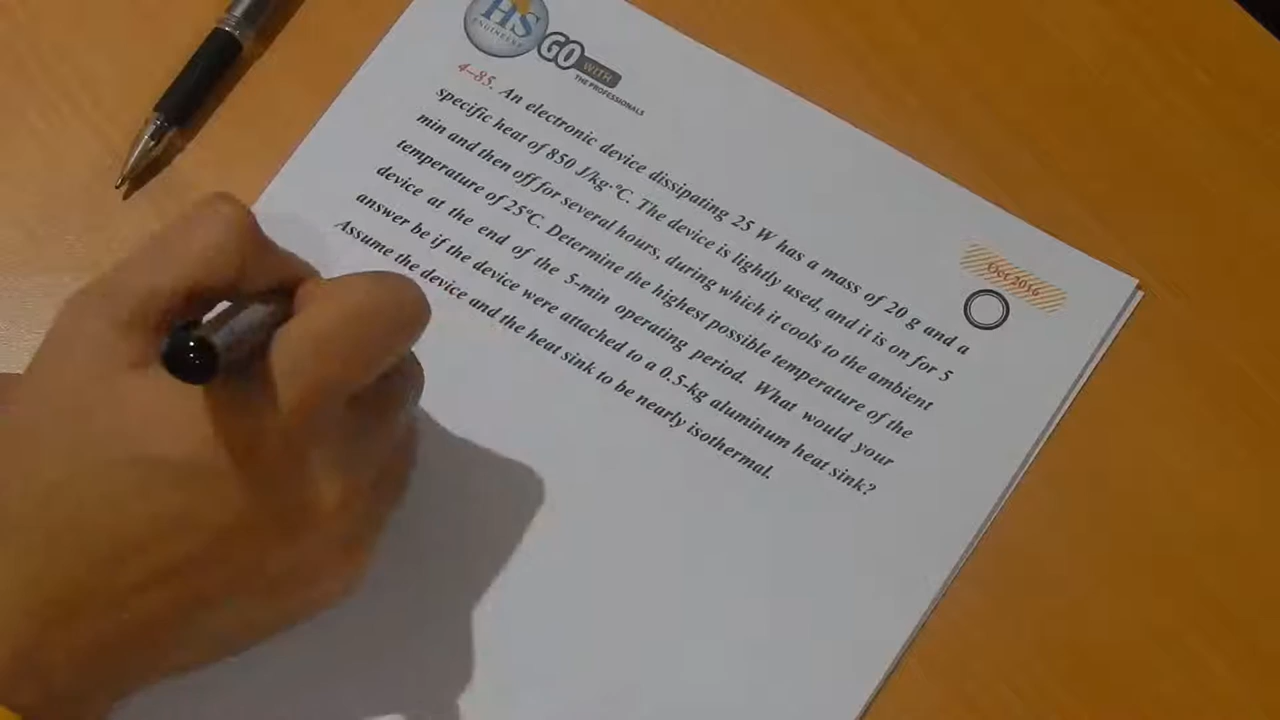 HS
ENGINEERS
GO WITH
THE PROFESSIONALS
4–85. An electronic device dissipating 25 W has a mass of 20 g and a
specific heat of 850 J/kg·°C. The device is lightly used, and it is on for 5
min and then off for several hours, during which it cools to the ambient
temperature of 25°C. Determine the highest possible temperature of the
device at the end of the 5-min operating period. What would your
answer be if the device were attached to a 0.5-kg aluminum heat sink?
Assume the device and the heat sink to be nearly isothermal.
Oct 2016